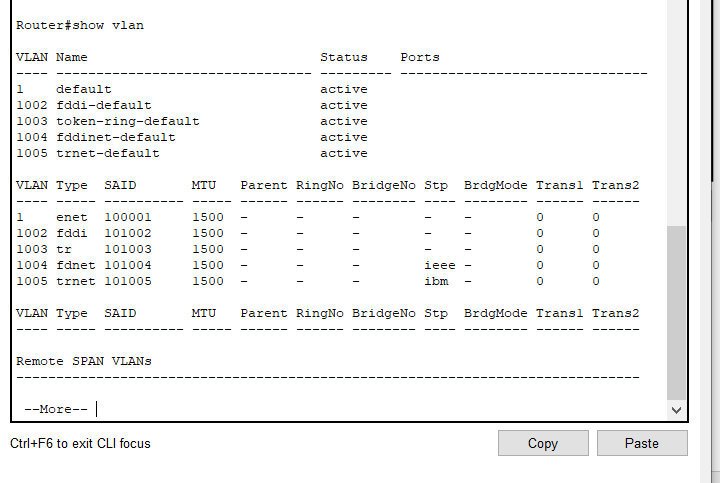 Router#show vlan
VLAN Name                             Status    Ports
---- -------------------------------- --------- -------------------------------
1    default                          active
1002 fddi-default                     active
1003 token-ring-default               active
1004 fddinet-default                  active
1005 trnet-default                    active
VLAN Type  SAID       MTU   Parent RingNo BridgeNo Stp  BrdgMode Trans1 Trans2
---- ----- ---------- ----- ------ ------ -------- ---- -------- ------ ------
1    enet  100001     1500  -      -      -        -    -        0      0
1002 fddi  101002     1500  -      -      -        -    -        0      0
1003 tr    101003     1500  -      -      -        -    -        0      0
1004 fdnet 101004     1500  -      -      -        ieee -        0      0
1005 trnet 101005     1500  -      -      -        ibm  -        0      0
VLAN Type  SAID       MTU   Parent RingNo BridgeNo Stp  BrdgMode Trans1 Trans2
---- ----- ---------- ----- ------ ------ -------- ---- -------- ------ ------
Remote SPAN VLANs
------------------------------------------------------------------------------
--More--
Ctrl+F6 to exit CLI focus
Copy
Paste